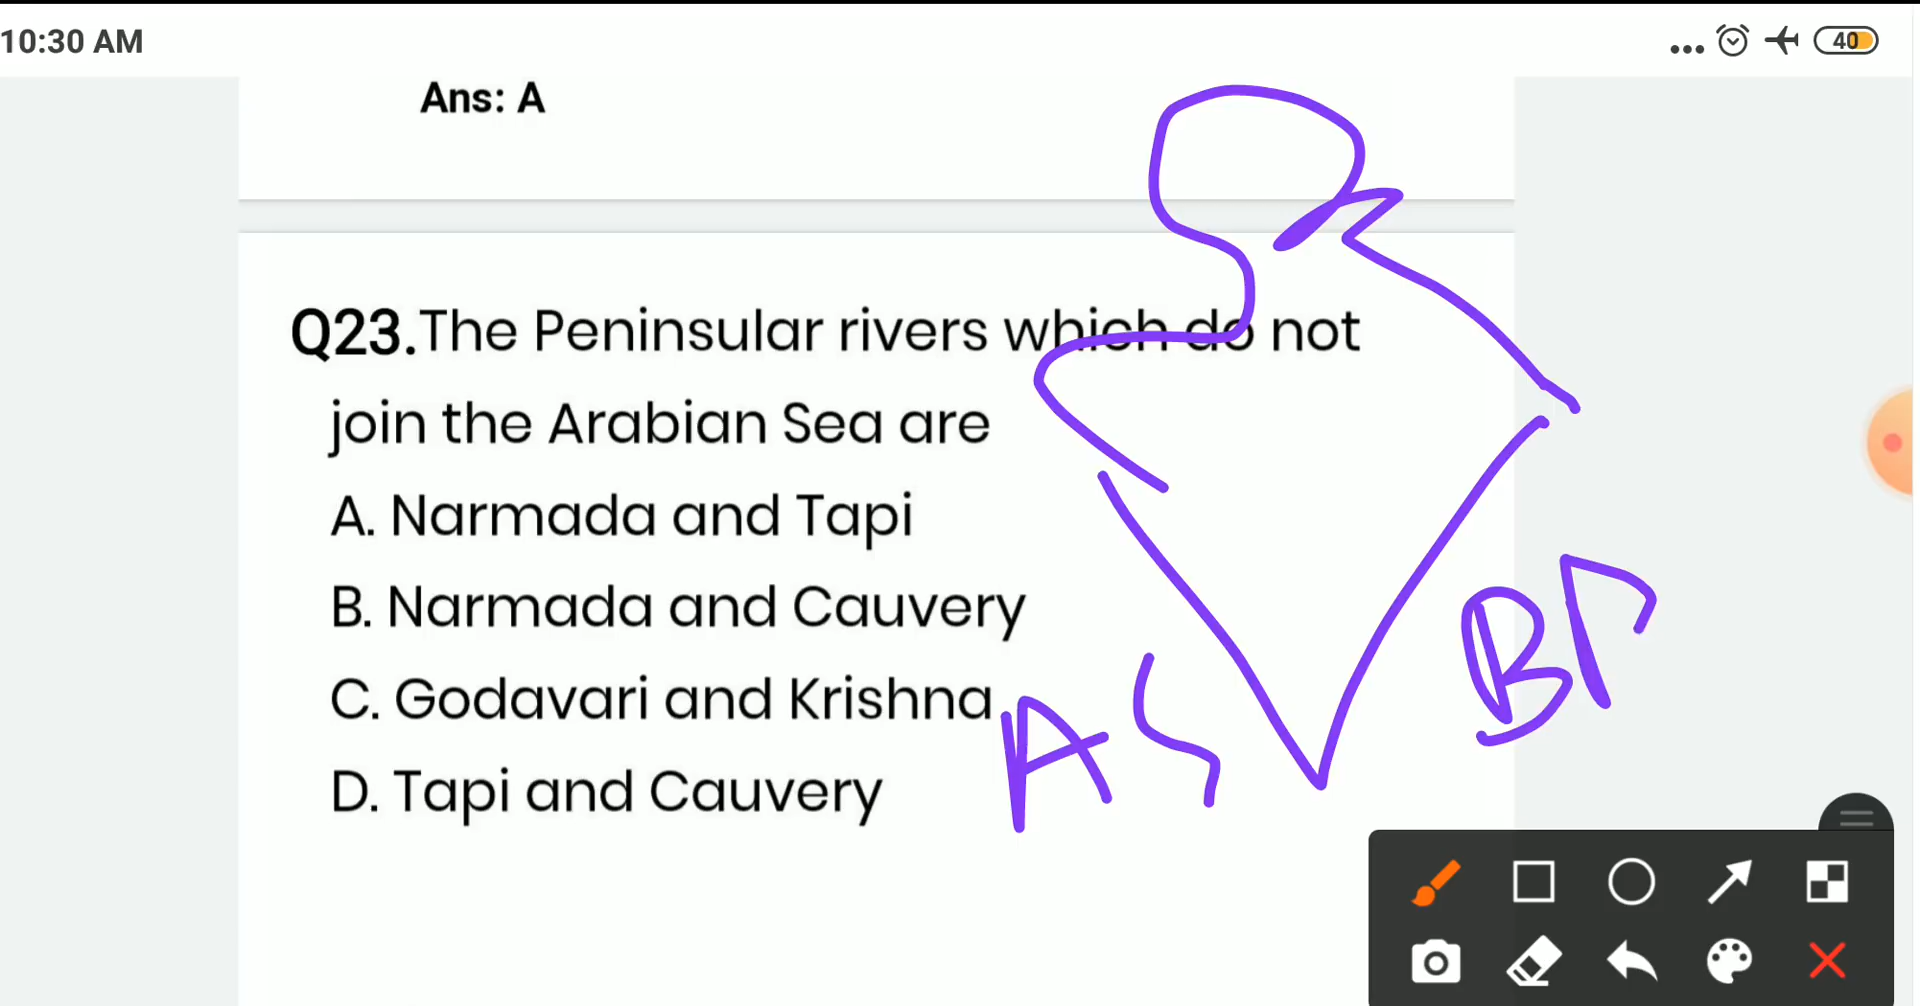 10:30 AM
40
Ans: A
Q23.The Peninsular rivers which do not
join the Arabian Sea are
A. Narmada and Tapi
B. Narmada and Cauvery
C. Godavari and Krishna
D. Tapi and Cauvery
AS